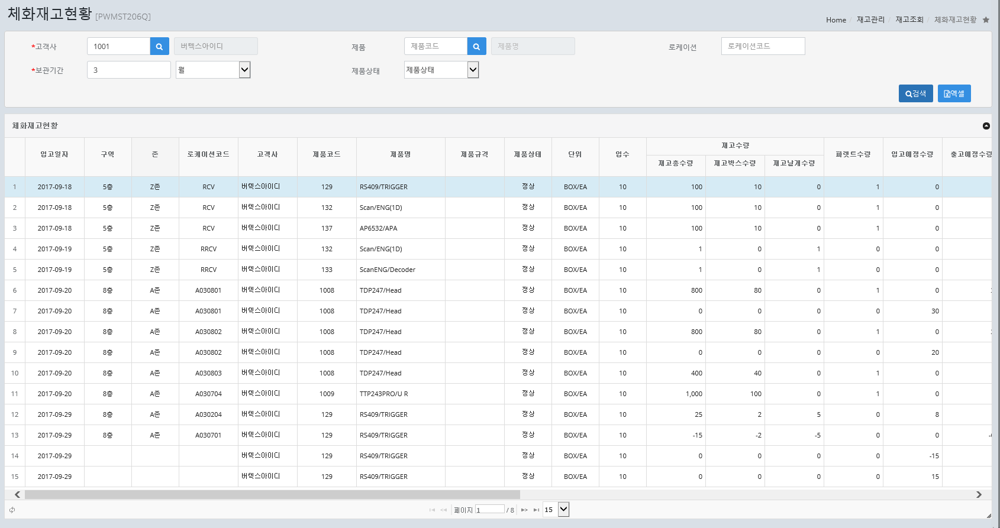 체화재고현황 [PWMST206Q]
Home / 재고관리 / 재고조회 / 체화재고현황
*고객사 1001 버텍스아이디 제품 제품코드 제품명 로케이션 로케이션코드
*보관기간 3 월 제품상태 제품상태
검색 엑셀
체화재고현황
입고일자 구역 존 로케이션코드 고객사 제품코드 제품명 제품규격 제품상태 단위 입수 재고수량 파렛트수량 입고예정수량 출고예정수량
재고총수량 재고박스수량 재고낱개수량
1 2017-09-18 5층 Z존 RCV 버텍스아이디 129 RS409/TRIGGER 정상 BOX/EA 10 100 10 0 1 0
2 2017-09-18 5층 Z존 RCV 버텍스아이디 132 Scan/ENG(1D) 정상 BOX/EA 10 100 10 0 1 0
3 2017-09-18 5층 Z존 RCV 버텍스아이디 137 AP6532/APA 정상 BOX/EA 10 100 10 0 1 0
4 2017-09-19 5층 Z존 RRCV 버텍스아이디 132 Scan/ENG(1D) 정상 BOX/EA 10 1 0 1 0 0
5 2017-09-19 5층 Z존 RRCV 버텍스아이디 133 ScanENG/Decoder 정상 BOX/EA 10 1 0 1 0 0
6 2017-09-20 8층 A존 A030801 버텍스아이디 1008 TDP247/Head 정상 BOX/EA 10 800 80 0 1 0
7 2017-09-20 8층 A존 A030801 버텍스아이디 1008 TDP247/Head 정상 BOX/EA 10 0 0 0 0 30
8 2017-09-20 8층 A존 A030802 버텍스아이디 1008 TDP247/Head 정상 BOX/EA 10 800 80 0 1 0
9 2017-09-20 8층 A존 A030802 버텍스아이디 1008 TDP247/Head 정상 BOX/EA 10 0 0 0 0 20
10 2017-09-20 8층 A존 A030803 버텍스아이디 1008 TDP247/Head 정상 BOX/EA 10 400 40 0 1 0
11 2017-09-20 8층 A존 A030704 버텍스아이디 1009 TTP243PRO/U R 정상 BOX/EA 10 1,000 100 0 1 0
12 2017-09-29 8층 A존 A030204 버텍스아이디 129 RS409/TRIGGER 정상 BOX/EA 10 25 2 5 0 8
13 2017-09-29 8층 A존 A030701 버텍스아이디 129 RS409/TRIGGER 정상 BOX/EA 10 -15 -2 -5 0 0
14 2017-09-29 버텍스아이디 129 RS409/TRIGGER 정상 BOX/EA 10 0 0 0 0 -15
15 2017-09-29 버텍스아이디 129 RS409/TRIGGER 정상 BOX/EA 10 0 0 0 0 15
페이지 1 / 8 15